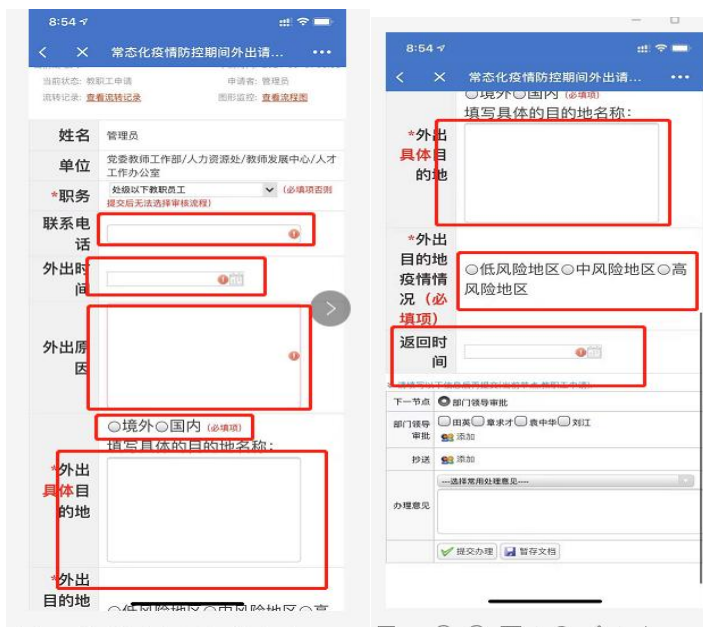 8:54
常态化疫情防控期间外出请...
当前状态: 教职工申请
申请者: 管理员
流转记录: 查看流转记录
图形监控: 查看流程图
姓名
管理员
单位
党委教师工作部/人力资源处/教师发展中心/人才
工作办公室
*职务
处级以下教职员工
(必填项否则
提交后无法选择审核流程)
联系电
话
外出时
间
外出原
因
○境外○国内 (必填项)
填写具体的目的地名称:
*外出
具体目
的地
*外出
目的地
○低风险地区○中风险地区○高
8:54
常态化疫情防控期间外出请...
○境外○国内 (必填项)
填写具体的目的地名称:
*外出
具体目
的地
*外出
目的地
疫情情
况（必
填项）
○低风险地区○中风险地区○高
风险地区
返回时
间
下一节点
部门领导审批
部门领导
审批
田英 章求才 袁中华 刘江
添加
抄送
添加
办理意见
----选择常用处理意见----
提交办理
暂存文档